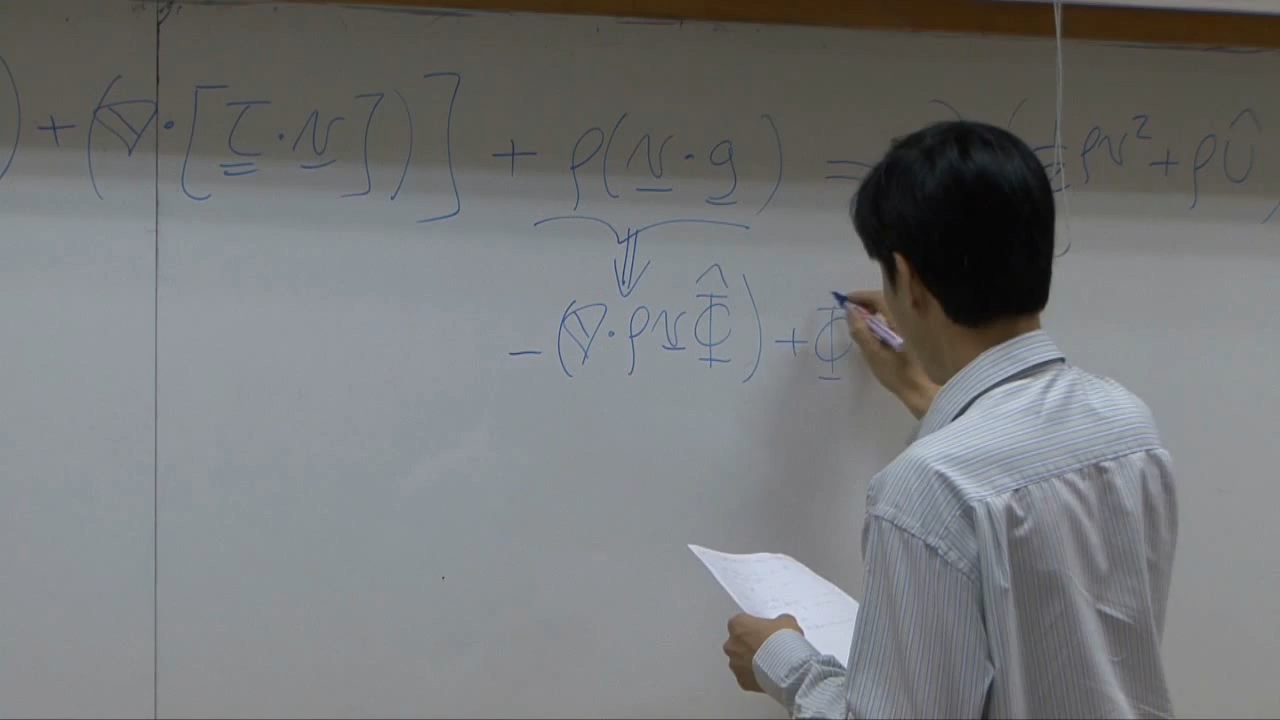 ) + (∇·[τ·v])] + ρ(v·g) = ρv² + ρÛ
- (∇·ρvΦ̂) + Φ